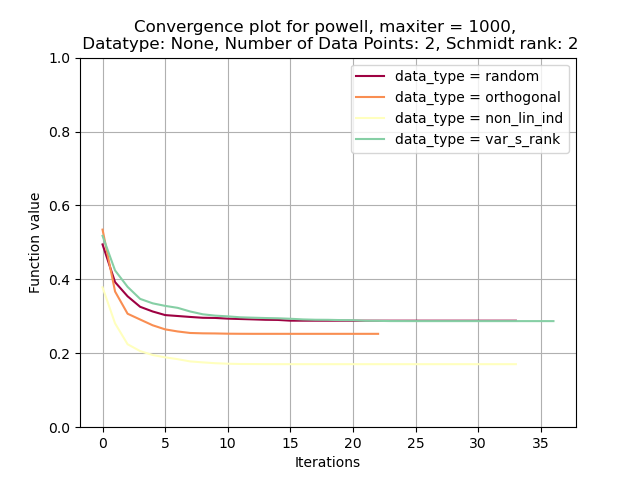 Convergence plot for powell, maxiter = 1000,
Datatype: None, Number of Data Points: 2, Schmidt rank: 2
data_type = random
data_type = orthogonal
data_type = non_lin_ind
data_type = var_s_rank
Function value
1.0
0.8
0.6
0.4
0.2
0.0
0 5 10 15 20 25 30 35
Iterations